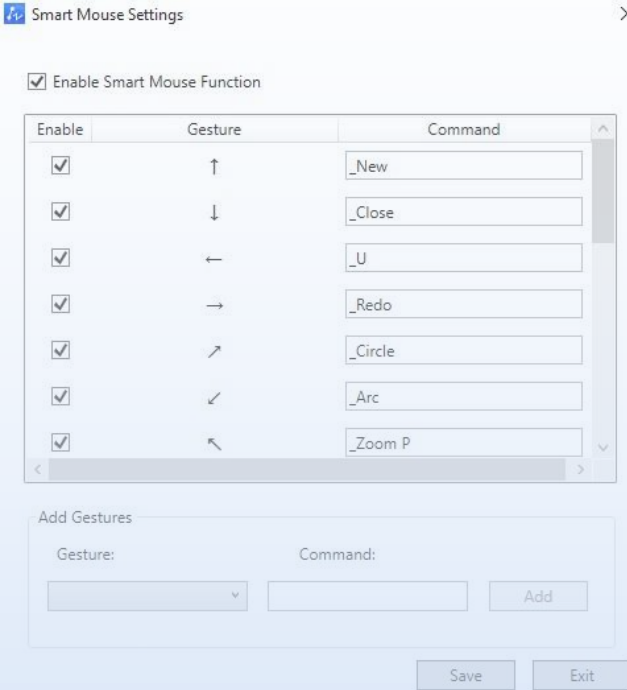 Smart Mouse Settings
Enable Smart Mouse Function
Enable Gesture Command
↑ _New
↓ _Close
← _U
→ _Redo
↗ _Circle
↙ _Arc
↖ _Zoom P
Add Gestures
Gesture: Command:
Add
Save Exit